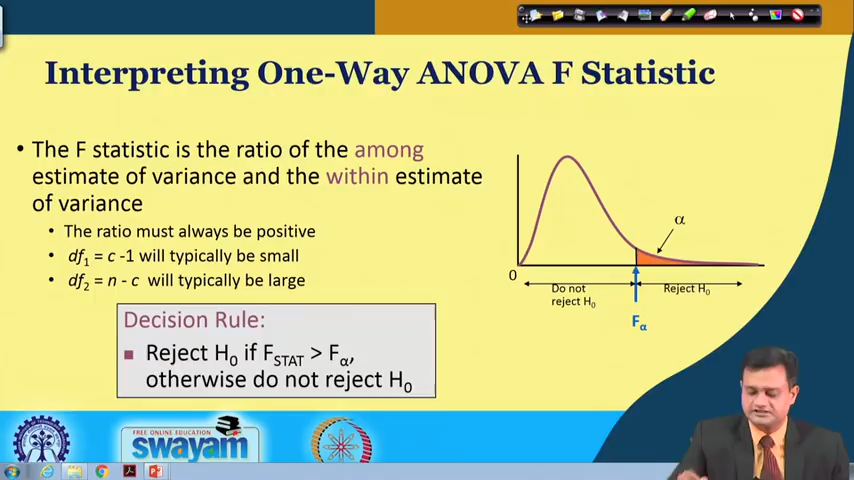 Interpreting One-Way ANOVA F Statistic
• The F statistic is the ratio of the among
estimate of variance and the within estimate
of variance
• The ratio must always be positive
• df₁ = c -1 will typically be small
• df₂ = n - c will typically be large
Decision Rule:
■ Reject H₀ if F_STAT > F_α,
otherwise do not reject H₀
α
0
Do not
reject H₀
Reject H₀
F_α
FREE ONLINE EDUCATION
swayam